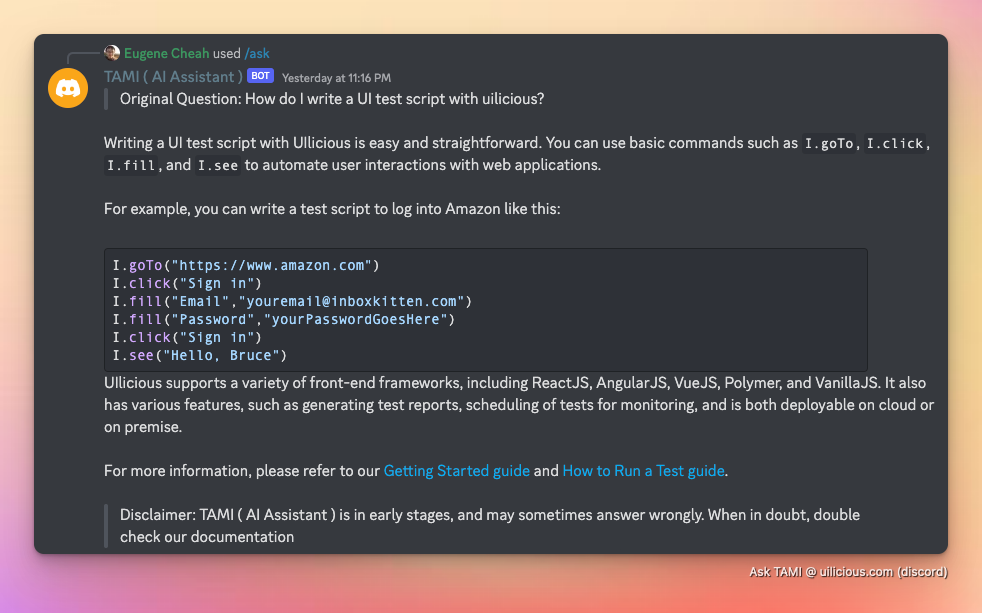 Eugene Cheah used /ask
TAMI ( AI Assistant ) BOT Yesterday at 11:16 PM
Original Question: How do I write a UI test script with uilicious?
Writing a UI test script with UIlicious is easy and straightforward. You can use basic commands such as I.goTo, I.click,
I.fill, and I.see to automate user interactions with web applications.
For example, you can write a test script to log into Amazon like this:
I.goTo("https://www.amazon.com")
I.click("Sign in")
I.fill("Email","youremail@inboxkitten.com")
I.fill("Password","yourPasswordGoesHere")
I.click("Sign in")
I.see("Hello, Bruce")
UIlicious supports a variety of front-end frameworks, including ReactJS, AngularJS, VueJS, Polymer, and VanillaJS. It also
has various features, such as generating test reports, scheduling of tests for monitoring, and is both deployable on cloud or
on premise.
For more information, please refer to our Getting Started guide and How to Run a Test guide.
Disclaimer: TAMI ( AI Assistant ) is in early stages, and may sometimes answer wrongly. When in doubt, double
check our documentation
Ask TAMI @ uilicious.com (discord)